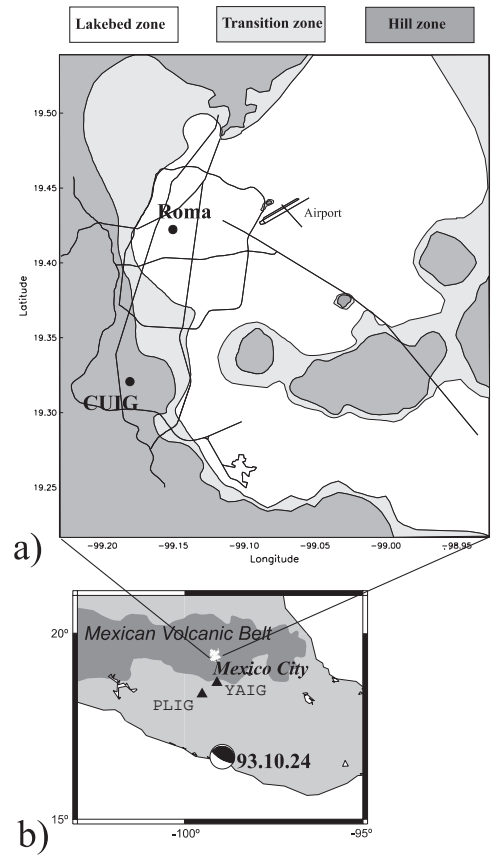 Lakebed zone
Transition zone
Hill zone
19.50
19.45
Roma
Airport
19.40
Latitude
19.35
CUIG
19.30
19.25
a)
-99.20
-99.15
-99.10
-99.05
-99.00
-98.95
Longitude
20°
Mexican Volcanic Belt
Mexico City
YAIG
PLIG
93.10.24
15°
-100°
-95°
b)